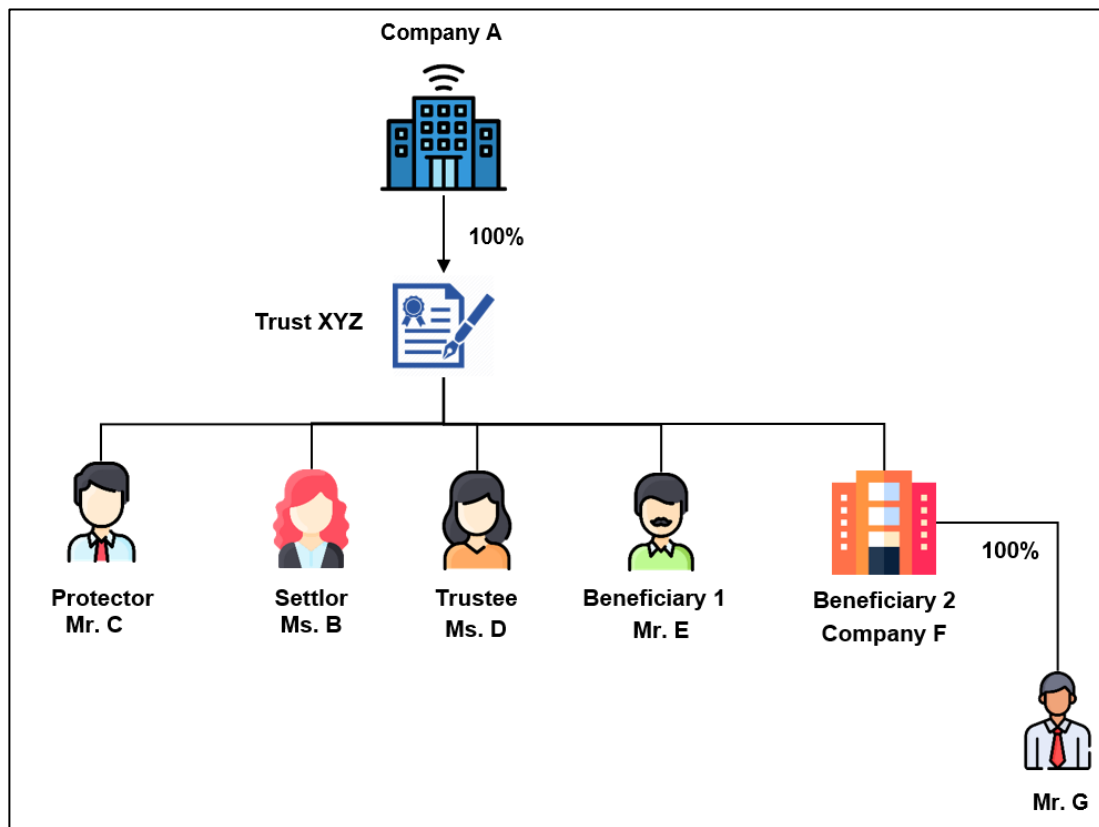 Company A
100%
Trust XYZ
Protector
Mr. C
Settlor
Ms. B
Trustee
Ms. D
Beneficiary 1
Mr. E
Beneficiary 2
Company F
100%
Mr. G